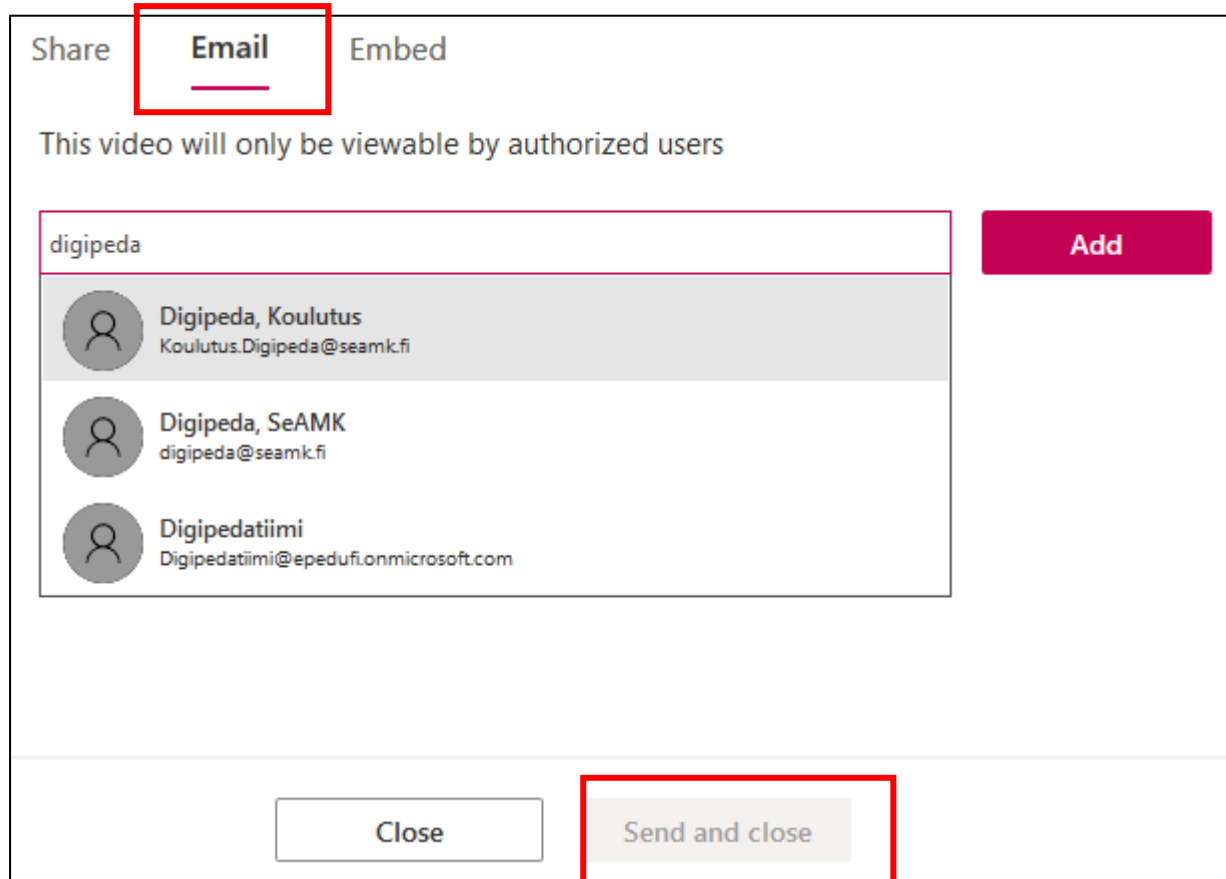 Share Email Embed
This video will only be viewable by authorized users
digipeda Add
Digipeda, Koulutus
Koulutus.Digipeda@seamk.fi
Digipeda, SeAMK
digipeda@seamk.fi
Digipedatiimi
Digipedatiimi@epedufi.onmicrosoft.com
Close Send and close